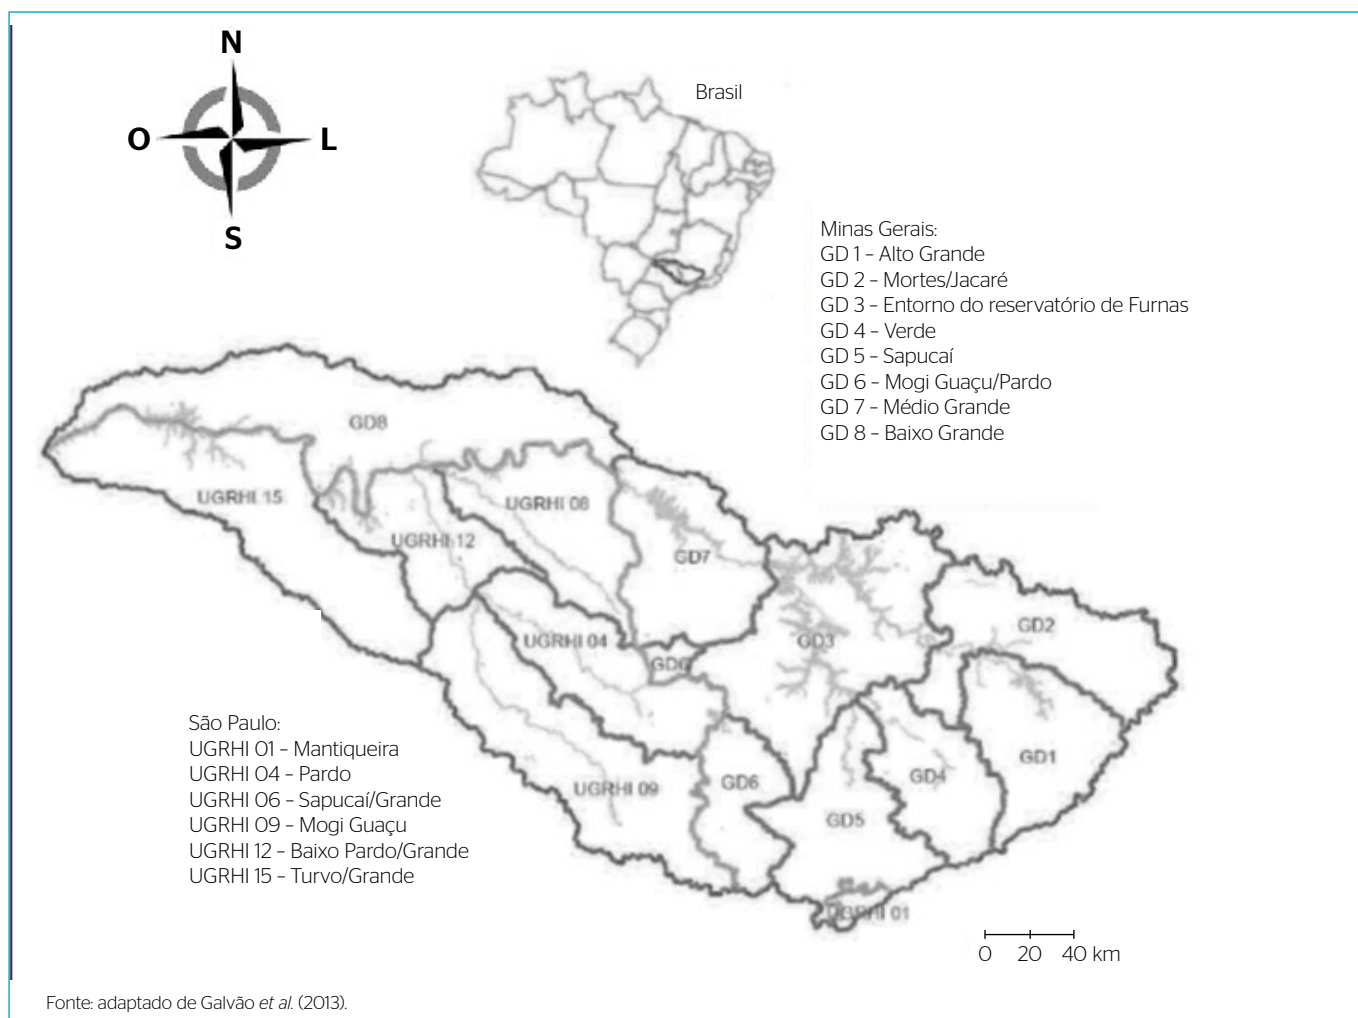 N
O
L
S
Brasil
Minas Gerais:
GD 1 – Alto Grande
GD 2 – Mortes/Jacaré
GD 3 – Entorno do reservatório de Furnas
GD 4 – Verde
GD 5 – Sapucaí
GD 6 – Mogi Guaçu/Pardo
GD 7 – Médio Grande
GD 8 – Baixo Grande
GD8
UGRHI 15
UGRHI 08
UGRHI 12
GD7
GD2
UGRHI 04
GD3
GD6
GD1
São Paulo:
UGRHI 01 – Mantiqueira
UGRHI 04 – Pardo
UGRHI 06 – Sapucaí/Grande
UGRHI 09 – Mogi Guaçu
UGRHI 12 – Baixo Pardo/Grande
UGRHI 15 – Turvo/Grande
UGRHI 09
GD6
GD4
GD5
UGRHI 01
0 20 40 km
Fonte: adaptado de Galvão et al. (2013).